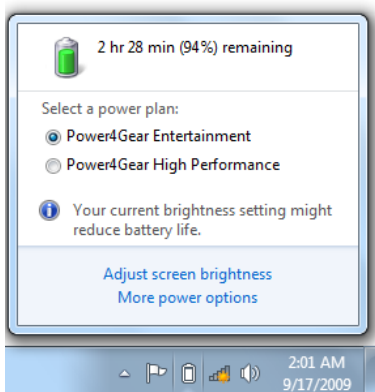 2 hr 28 min (94%) remaining
Select a power plan:
Power4Gear Entertainment
Power4Gear High Performance
Your current brightness setting might
reduce battery life.
Adjust screen brightness
More power options
2:01 AM
9/17/2009